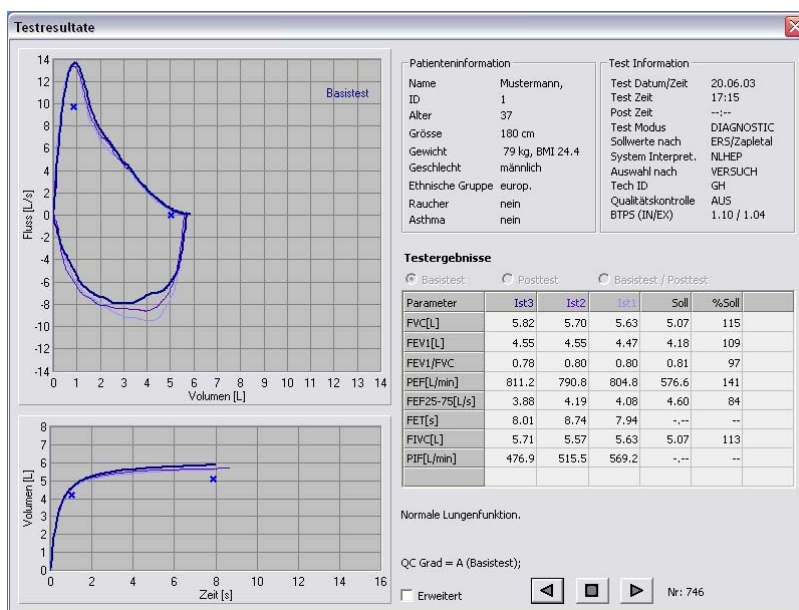 Testresultate
14
12
10
8
6
4
2
0
-2
-4
-6
-8
-10
-12
-14
Fluss [L/s]
Basistest
0 1 2 3 4 5 6 7 8 9 10 11 12 13 14
Volumen [L]
8
7
6
5
4
3
2
1
0
Volumen [L]
0 2 4 6 8 10 12 14 16
Zeit [s]
Patienteninformation
Name Mustermann,
ID 1
Alter 37
Grösse 180 cm
Gewicht 79 kg, BMI 24.4
Geschlecht männlich
Ethnische Gruppe europ.
Raucher nein
Asthma nein
Test Information
Test Datum/Zeit 20.06.03
Test Zeit 17:15
Post Zeit --:--
Test Modus DIAGNOSTIC
Sollwerte nach ERS/Zapletal
System Interpret. NLHEP
Auswahl nach VERSUCH
Tech ID GH
Qualitätskontrolle AUS
BTPS (IN/EX) 1.10 / 1.04
Testergebnisse
Basistest Posttest Basistest / Posttest
Parameter Ist3 Ist2 Ist1 Soll %Soll
FVC[L] 5.82 5.70 5.63 5.07 115
FEV1[L] 4.55 4.55 4.47 4.18 109
FEV1/FVC 0.78 0.80 0.80 0.81 97
PEF[L/min] 811.2 790.8 804.8 576.6 141
FEF25-75[L/s] 3.88 4.19 4.08 4.60 84
FET[s] 8.01 8.74 7.94 -.-- --
FIVC[L] 5.71 5.57 5.63 5.07 113
PIF[L/min] 476.9 515.5 569.2 -.-- --
Normale Lungenfunktion.
QC Grad = A (Basistest);
Erweitert
Nr: 746